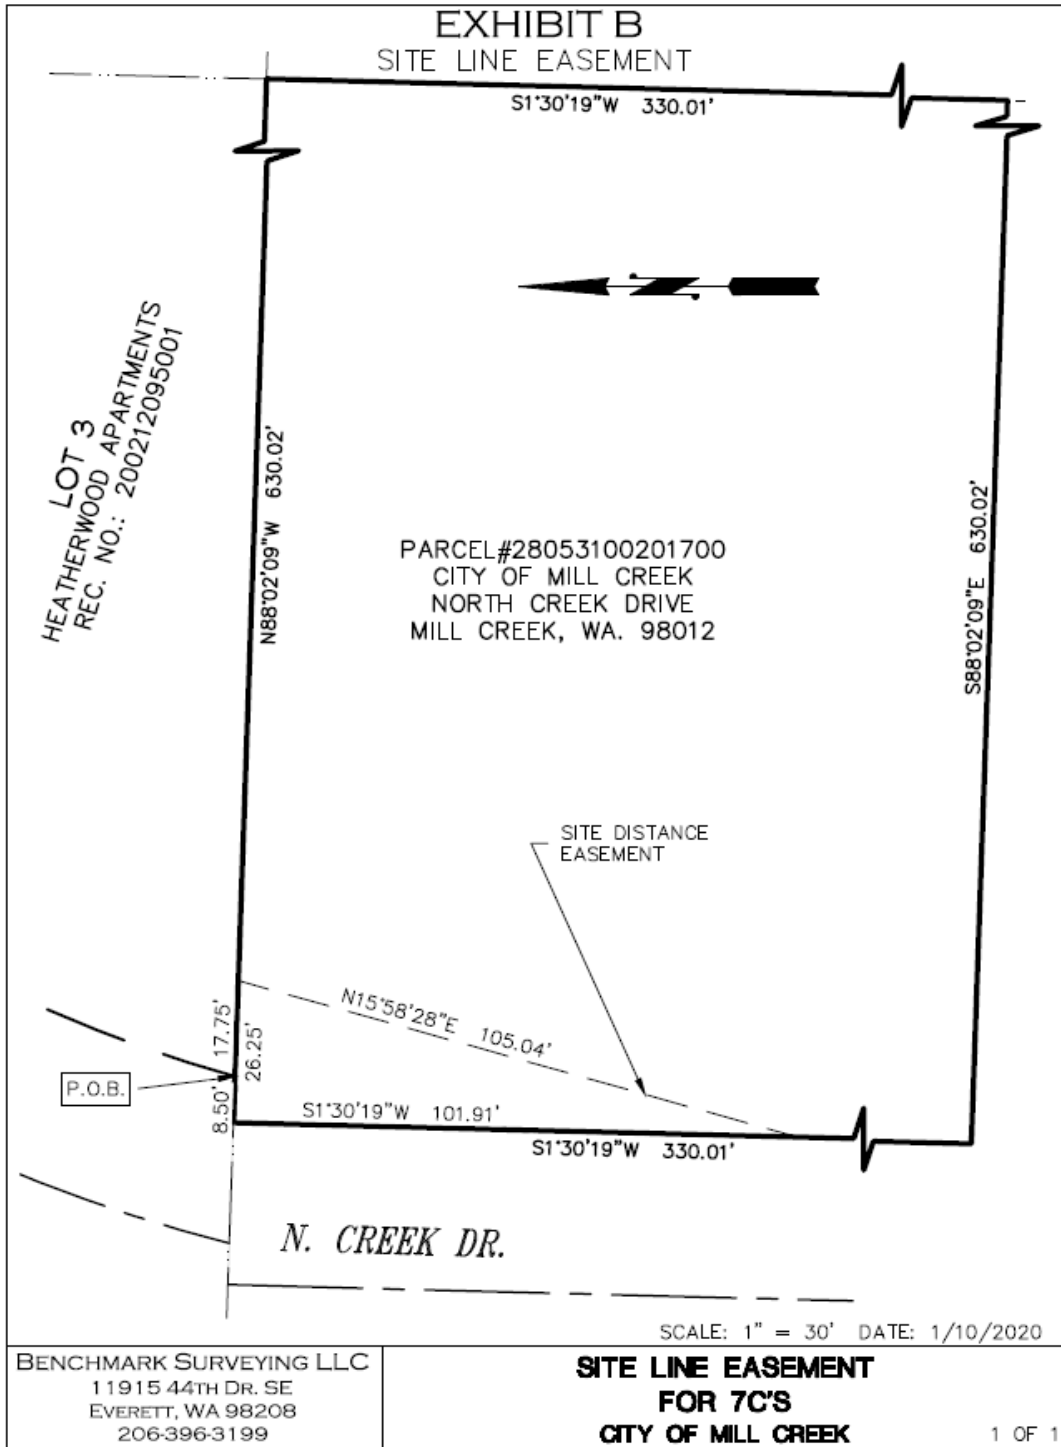 EXHIBIT B
SITE LINE EASEMENT
S1°30'19"W 330.01'
LOT 3
HEATHERWOOD APARTMENTS
REC. NO.: 200212095001
N88°02'09"W 630.02'
PARCEL#28053100201700
CITY OF MILL CREEK
NORTH CREEK DRIVE
MILL CREEK, WA. 98012
S88°02'09"E 630.02'
SITE DISTANCE
EASEMENT
N15°58'28"E 105.04'
17.75'
26.25'
P.O.B.
8.50'
S1°30'19"W 101.91'
S1°30'19"W 330.01'
N. CREEK DR.
SCALE: 1" = 30' DATE: 1/10/2020
BENCHMARK SURVEYING LLC
11915 44TH DR. SE
EVERETT, WA 98208
206-396-3199
SITE LINE EASEMENT
FOR 7C'S
CITY OF MILL CREEK
1 OF 1